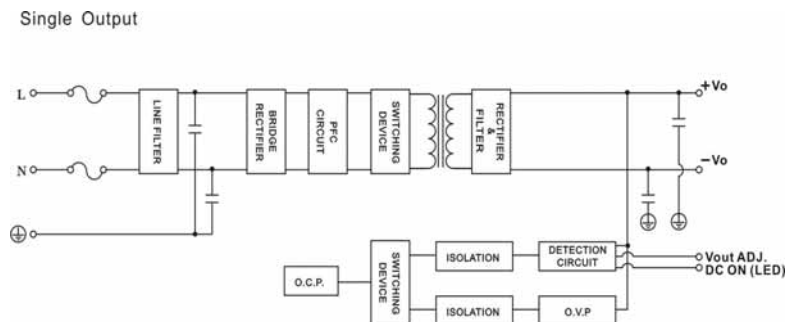 Single Output
L
N
LINE FILTER
BRIDGE
RECTIFIER
PFC
CIRCUIT
SWITCHING
DEVICE
RECTIFIER
&
FILTER
+Vo
-Vo
O.C.P.
SWITCHING
DEVICE
ISOLATION
DETECTION
CIRCUIT
Vout ADJ.
DC ON (LED)
ISOLATION
O.V.P